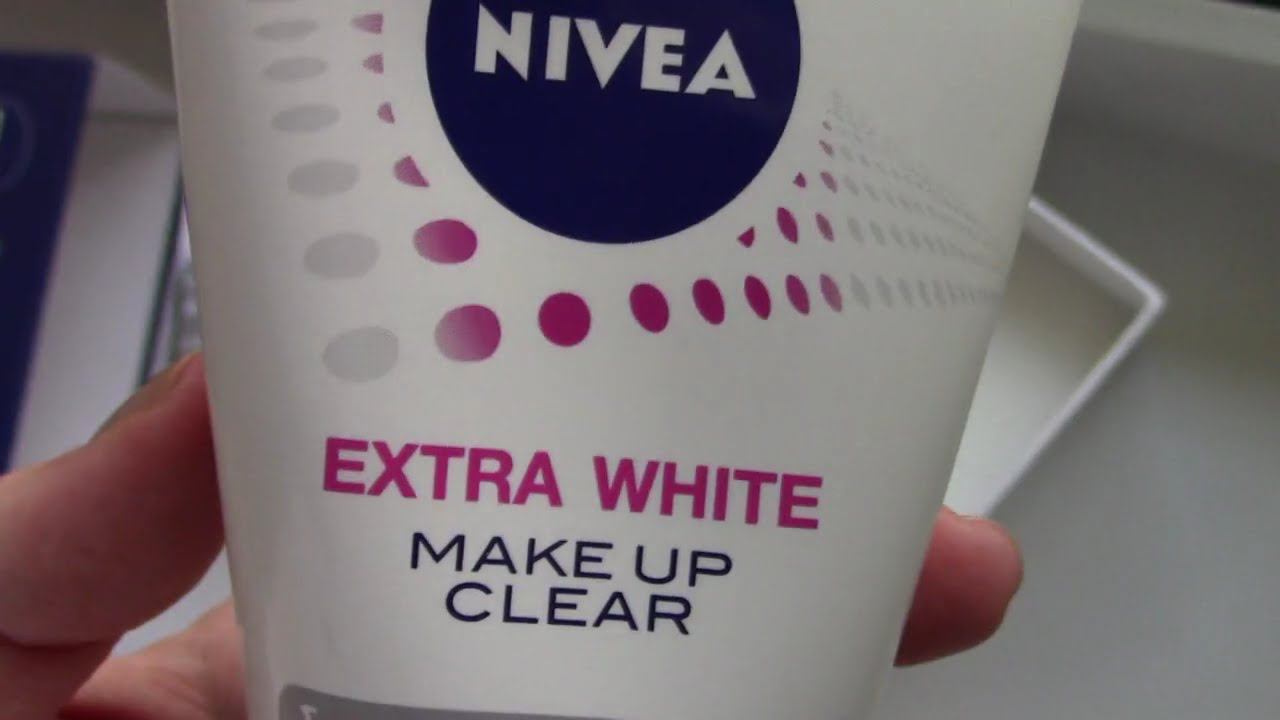 NIVEA
EXTRA WHITE
MAKE UP
CLEAR